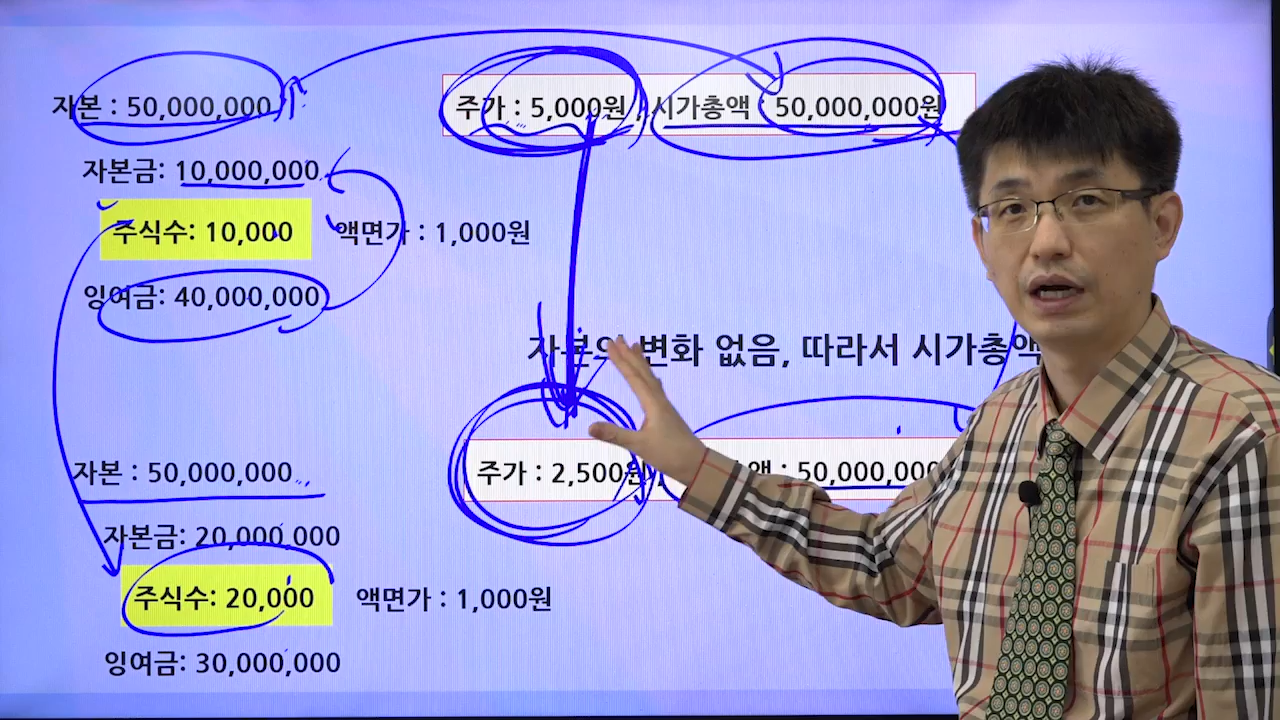 자본 : 50,000,000
주가 : 5,000원 , 시가총액 : 50,000,000원
자본금: 10,000,000
주식수: 10,000 액면가 : 1,000원
잉여금: 40,000,000
변화 없음, 따라서 시가총액
자본 : 50,000,000
주가 : 2,500원 : 50,000,000
자본금: 20,000,000
주식수: 20,000 액면가 : 1,000원
잉여금: 30,000,000